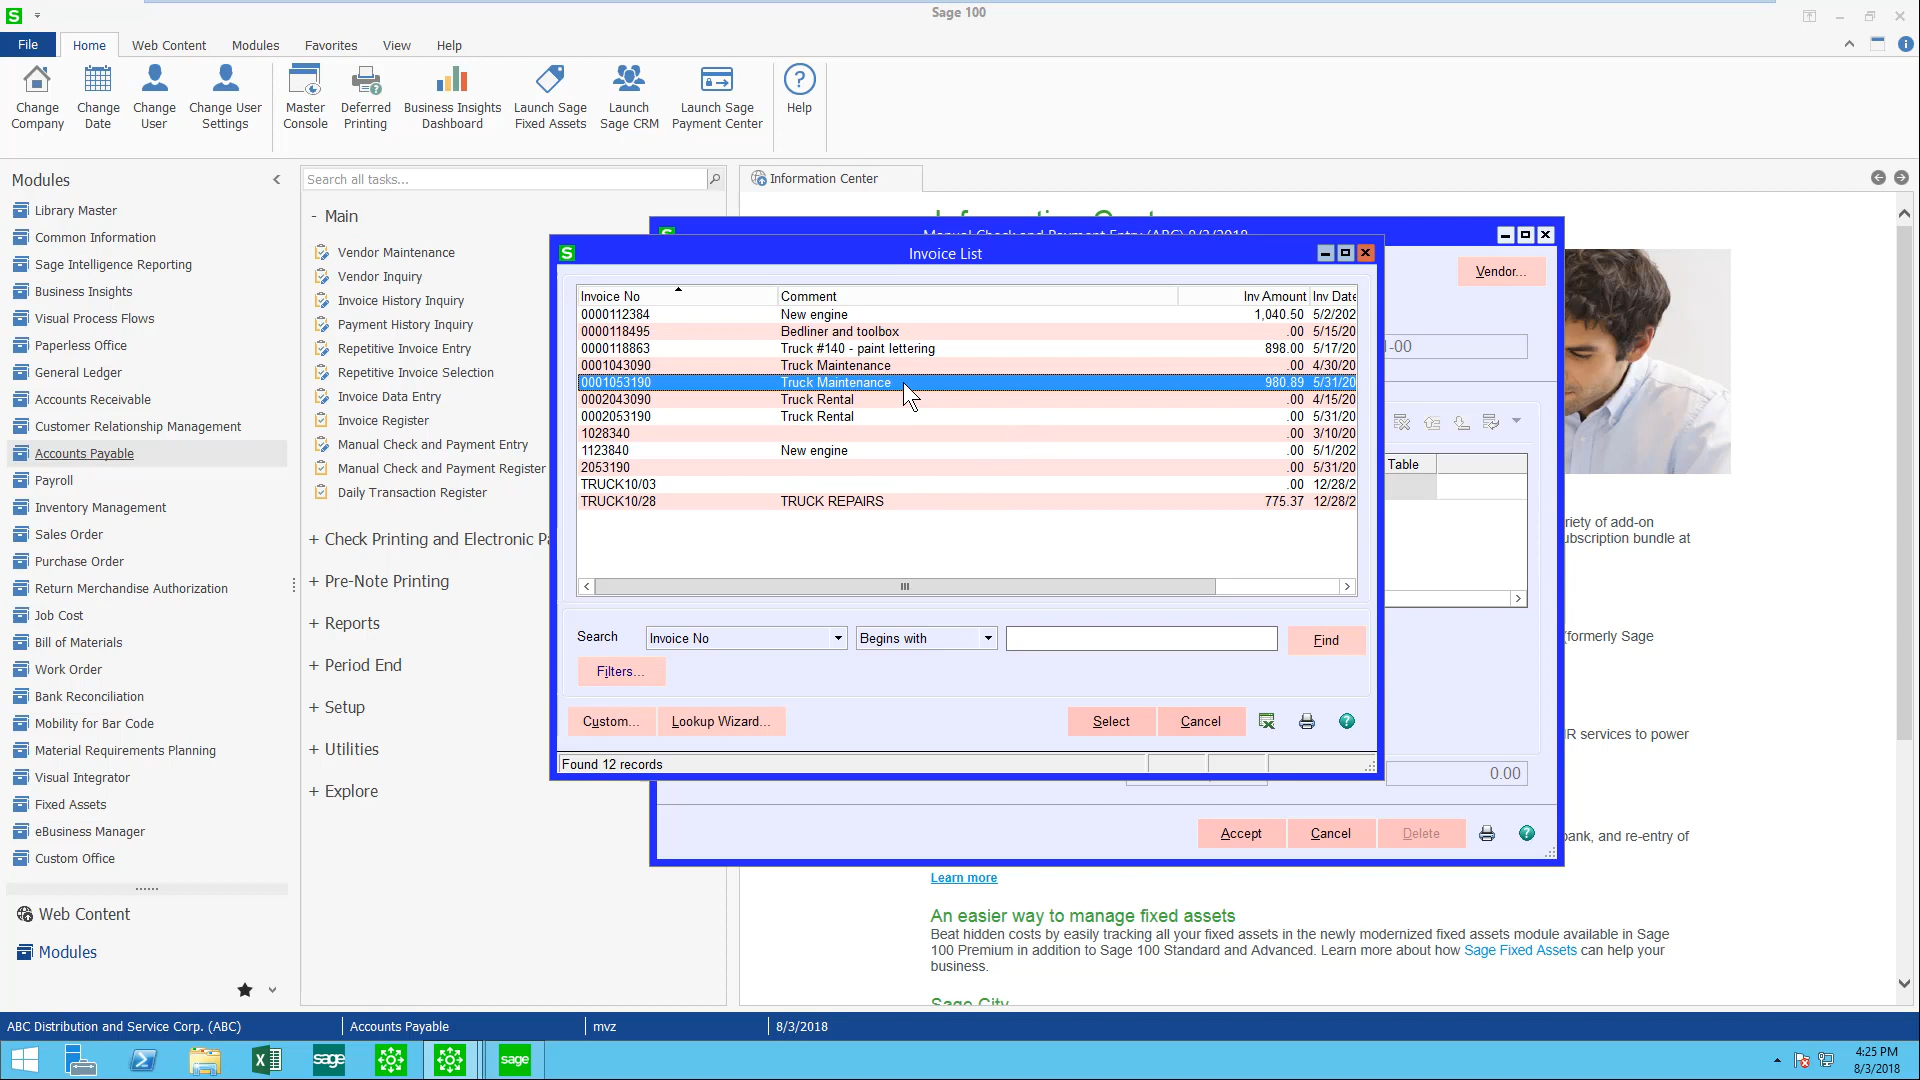 Sage 100
File Home Web Content Modules Favorites View Help
Change Company
Change Date
Change User
Change User Settings
Master Console
Deferred Printing
Business Insights Dashboard
Launch Sage Fixed Assets
Launch Sage CRM
Launch Sage Payment Center
Help
Modules
Library Master
Common Information
Sage Intelligence Reporting
Business Insights
Visual Process Flows
Paperless Office
General Ledger
Accounts Receivable
Customer Relationship Management
Accounts Payable
Payroll
Inventory Management
Sales Order
Purchase Order
Return Merchandise Authorization
Job Cost
Bill of Materials
Work Order
Bank Reconciliation
Mobility for Bar Code
Material Requirements Planning
Visual Integrator
Fixed Assets
eBusiness Manager
Custom Office
Web Content
Modules
Search all tasks...
- Main
Vendor Maintenance
Vendor Inquiry
Invoice History Inquiry
Payment History Inquiry
Repetitive Invoice Entry
Repetitive Invoice Selection
Invoice Data Entry
Invoice Register
Manual Check and Payment Entry
Manual Check and Payment Register
Daily Transaction Register
+ Check Printing and Electronic Pa
+ Pre-Note Printing
+ Reports
+ Period End
+ Setup
+ Utilities
+ Explore
Information Center
Manual Check and Payment Entry (ABC) 8/3/2018
Vendor...
1-00
Table
0.00
Accept Cancel Delete
Invoice List
Invoice No Comment Inv Amount Inv Date
0000112384 New engine 1,040.50 5/2/202
0000118495 Bedliner and toolbox .00 5/15/20
0000118863 Truck #140 - paint lettering 898.00 5/17/20
0001043090 Truck Maintenance .00 4/30/20
0001053190 Truck Maintenance 980.89 5/31/20
0002043090 Truck Rental .00 4/15/20
0002053190 Truck Rental .00 5/31/20
1028340 .00 3/10/20
1123840 New engine .00 5/1/202
2053190 .00 5/31/20
TRUCK10/03 .00 12/28/2
TRUCK10/28 TRUCK REPAIRS 775.37 12/28/2
Search Invoice No Begins with Find
Filters...
Custom... Lookup Wizard... Select Cancel
Found 12 records
riety of add-on
ubscription bundle at
(formerly Sage
HR services to power
bank, and re-entry of
Learn more
An easier way to manage fixed assets
Beat hidden costs by easily tracking all your fixed assets in the newly modernized fixed assets module available in Sage
100 Premium in addition to Sage 100 Standard and Advanced. Learn more about how Sage Fixed Assets can help your
business.
Sage City
ABC Distribution and Service Corp. (ABC) Accounts Payable mvz 8/3/2018
sage
sage
4:25 PM
8/3/2018